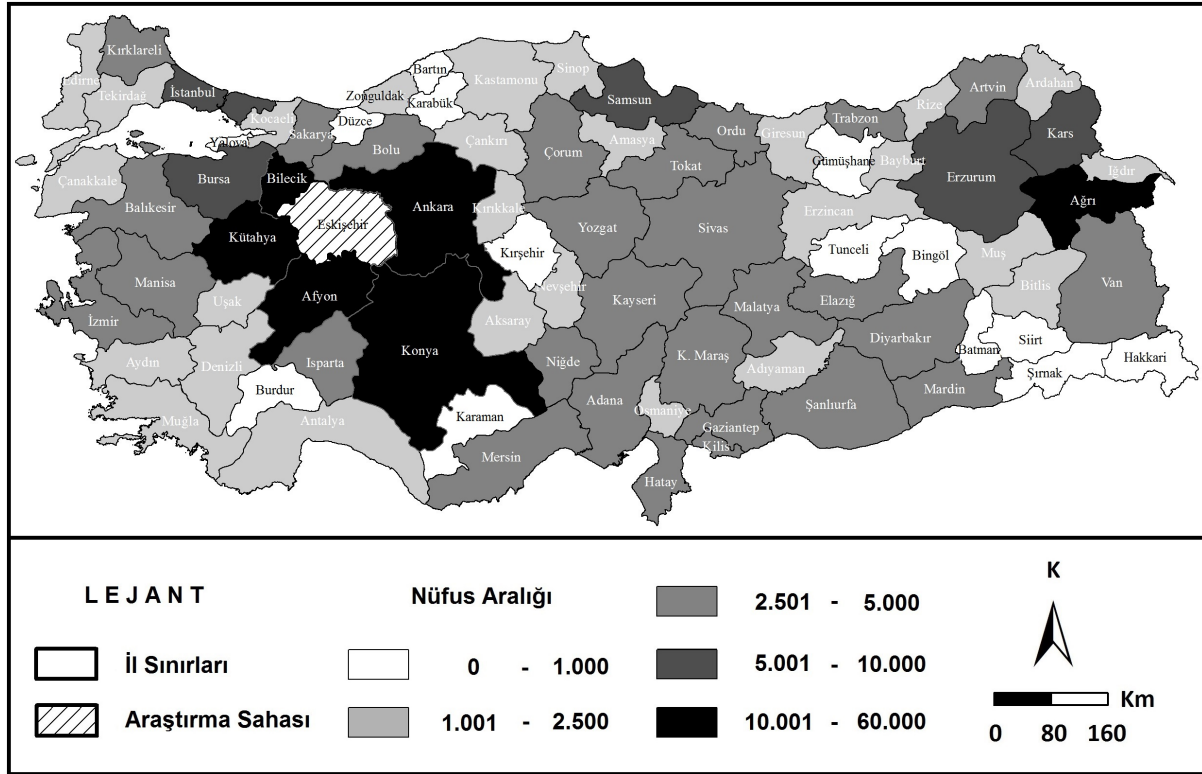 Kırklareli
Edirne
Tekirdağ
İstanbul
Kocaeli
Yalova
Sakarya
Düzce
Zonguldak
Bartın
Karabük
Kastamonu
Sinop
Samsun
Bolu
Çankırı
Çorum
Amasya
Ordu
Tokat
Giresun
Trabzon
Gümüşhane
Rize
Bayburt
Artvin
Ardahan
Kars
Erzurum
Iğdır
Ağrı
Çanakkale
Balıkesir
Bursa
Bilecik
Kütahya
Eskişehir
Ankara
Kırıkkale
Kırşehir
Yozgat
Sivas
Erzincan
Tunceli
Bingöl
Muş
Bitlis
Van
Manisa
İzmir
Uşak
Afyon
Konya
Aksaray
Nevşehir
Kayseri
Malatya
Elazığ
Diyarbakır
Batman
Siirt
Şırnak
Hakkari
Aydın
Denizli
Isparta
Burdur
Muğla
Antalya
Karaman
Niğde
Mersin
Adana
K. Maraş
Osmaniye
Adıyaman
Gaziantep
Kilis
Hatay
Şanlıurfa
Mardin
LEJANT
İl Sınırları
Araştırma Sahası
Nüfus Aralığı
0 - 1.000
1.001 - 2.500
2.501 - 5.000
5.001 - 10.000
10.001 - 60.000
K
Km
0 80 160